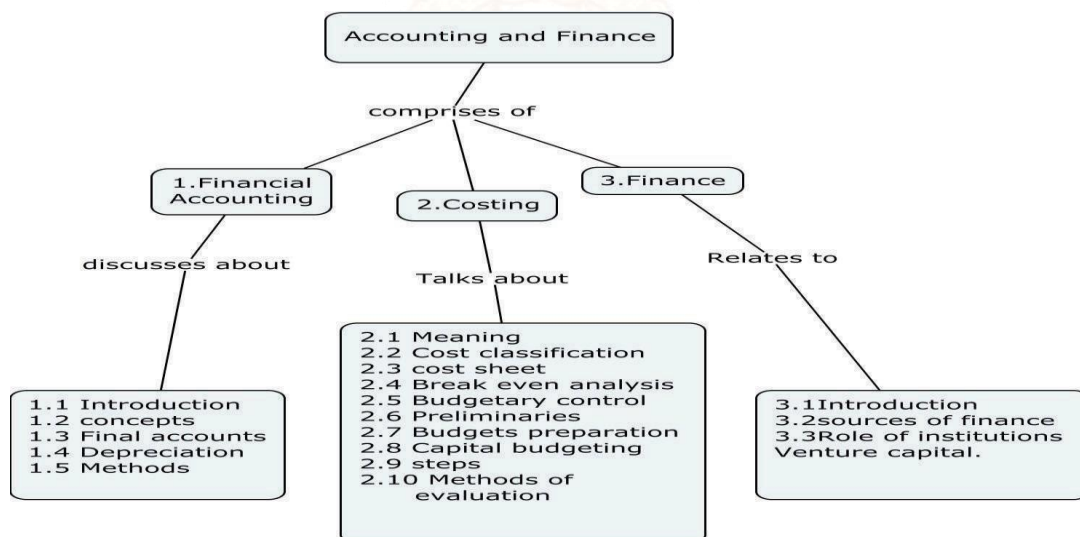 Accounting and Finance
comprises of
1.Financial
Accounting
2.Costing
3.Finance
discusses about
Talks about
Relates to
1.1 Introduction
1.2 concepts
1.3 Final accounts
1.4 Depreciation
1.5 Methods
2.1 Meaning
2.2 Cost classification
2.3 cost sheet
2.4 Break even analysis
2.5 Budgetary control
2.6 Preliminaries
2.7 Budgets preparation
2.8 Capital budgeting
2.9 steps
2.10 Methods of
evaluation
3.1Introduction
3.2sources of finance
3.3Role of institutions
Venture capital.